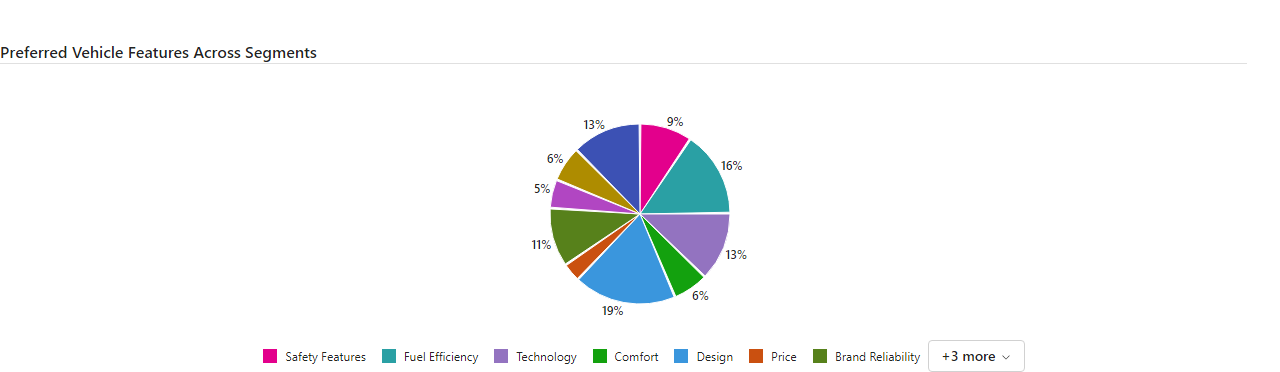 Preferred Vehicle Features Across Segments
13%
9%
6%
16%
5%
11%
13%
6%
19%
Safety Features
Fuel Efficiency
Technology
Comfort
Design
Price
Brand Reliability
+3 more